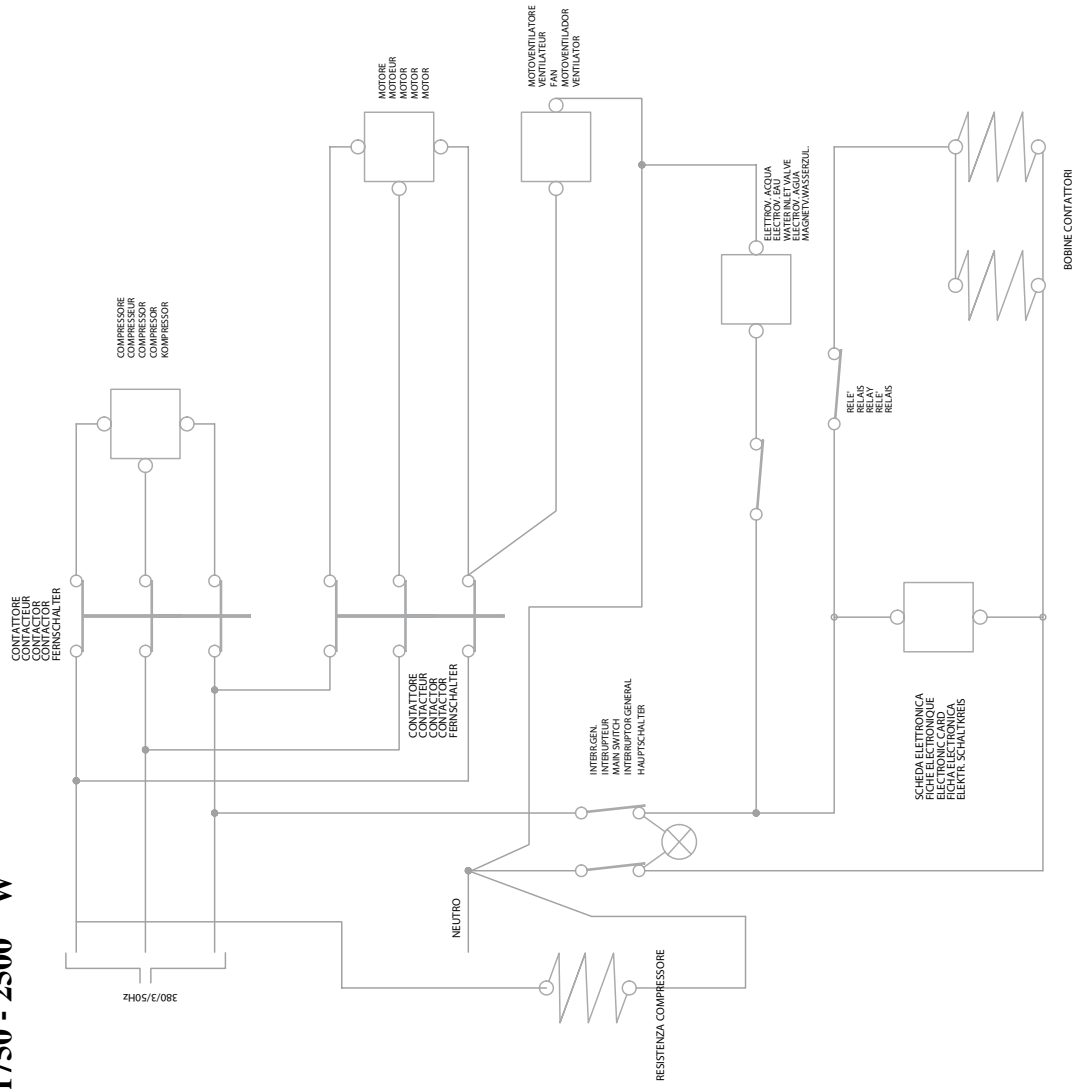 1750 - 2500 W
380/3/50Hz
CONTATTORE
CONTACTEUR
CONTACTOR
CONTACTOR
FERNSCHALTER
COMPRESSORE
COMPRESSEUR
COMPRESSOR
COMPRESOR
KOMPRESSOR
MOTORE
MOTOEUR
MOTOR
MOTOR
MOTOR
MOTOVENTILATORE
VENTILATEUR
FAN
MOTOVENTILADOR
VENTILATOR
CONTATTORE
CONTACTEUR
CONTACTOR
CONTACTOR
FERNSCHALTER
NEUTRO
INTERR.GEN.
INTERUPTEUR
MAIN SWITCH
INTERRUPTOR GENERAL
HAUPTSCHALTER
RESISTENZA COMPRESSORE
ELETTROV. ACQUA
ELECTROV. EAU
WATER INLET VALVE
ELECTROV. AGUA
MAGNETV.WASSERZUL.
RELE'
RELAIS
RELAY
RELE'
RELAIS
SCHEDA ELETTRONICA
FICHE ELECTRONIQUE
ELECTRONIC CARD
FICHA ELECTRONICA
ELEKTR. SCHALTKREIS
BOBINE CONTATTORI